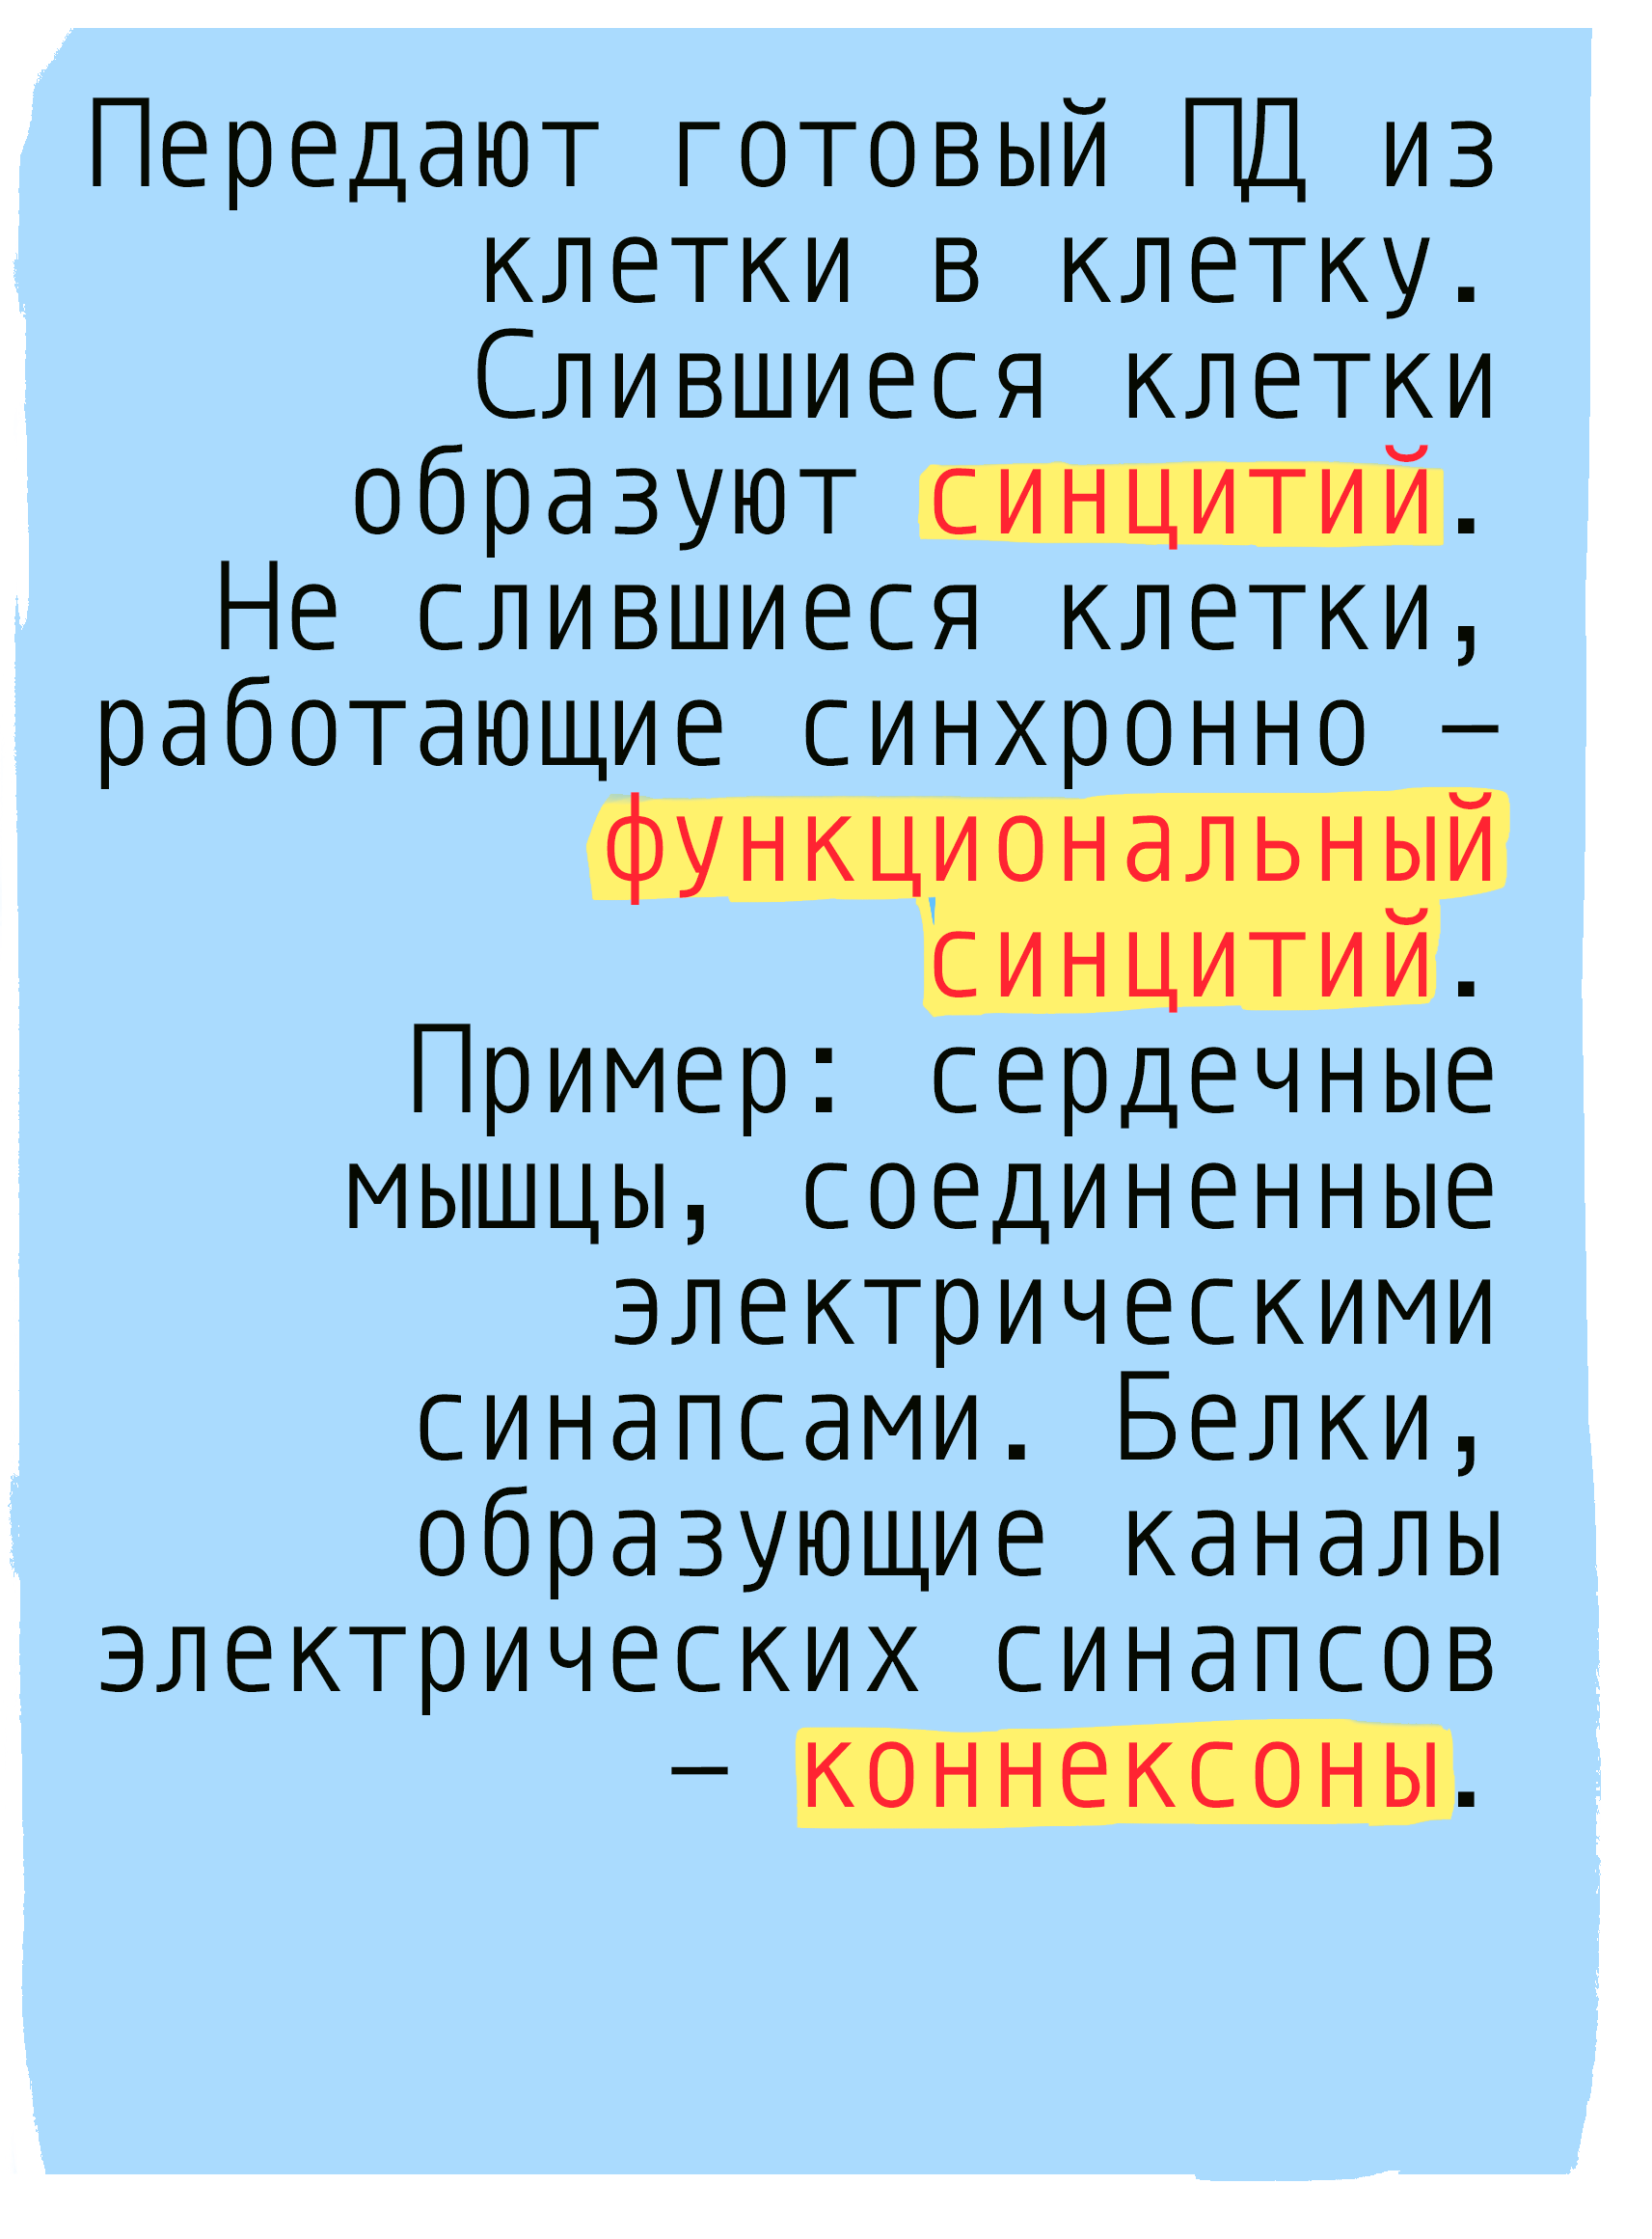 Передают готовый ПД из
клетки в клетку.
Слившиеся клетки
образуют синцитий.
Не слившиеся клетки,
работающие синхронно –
функциональный
синцитий.
Пример: сердечные
мышцы, соединенные
электрическими
синапсами. Белки,
образующие каналы
электрических синапсов
– коннексоны.